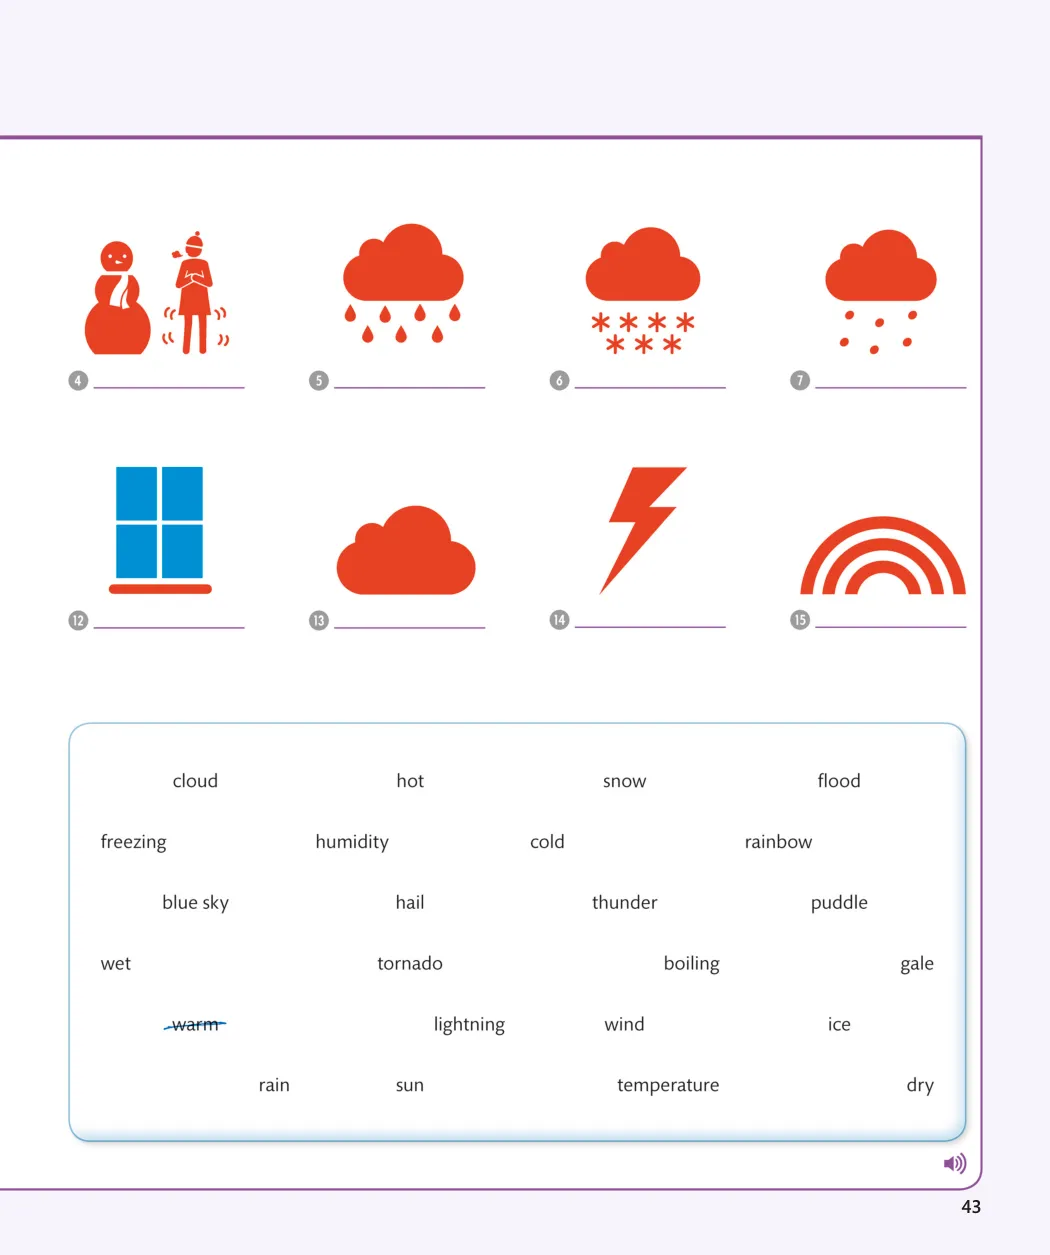 4 5 6 7
12 13 14 15
cloud hot snow flood
freezing humidity cold rainbow
blue sky hail thunder puddle
wet tornado boiling gale
warm lightning wind ice
rain sun temperature dry
43